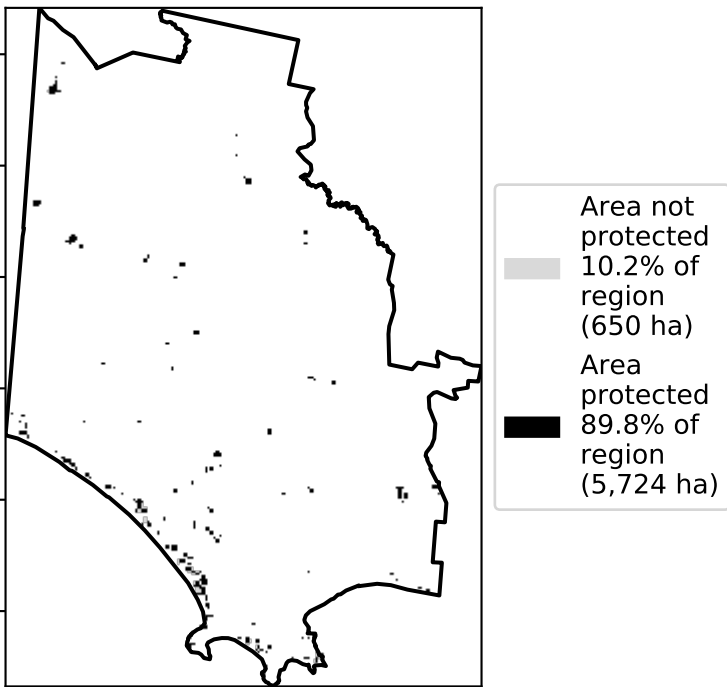 Area not
protected
10.2% of
region
(650 ha)
Area
protected
89.8% of
region
(5,724 ha)